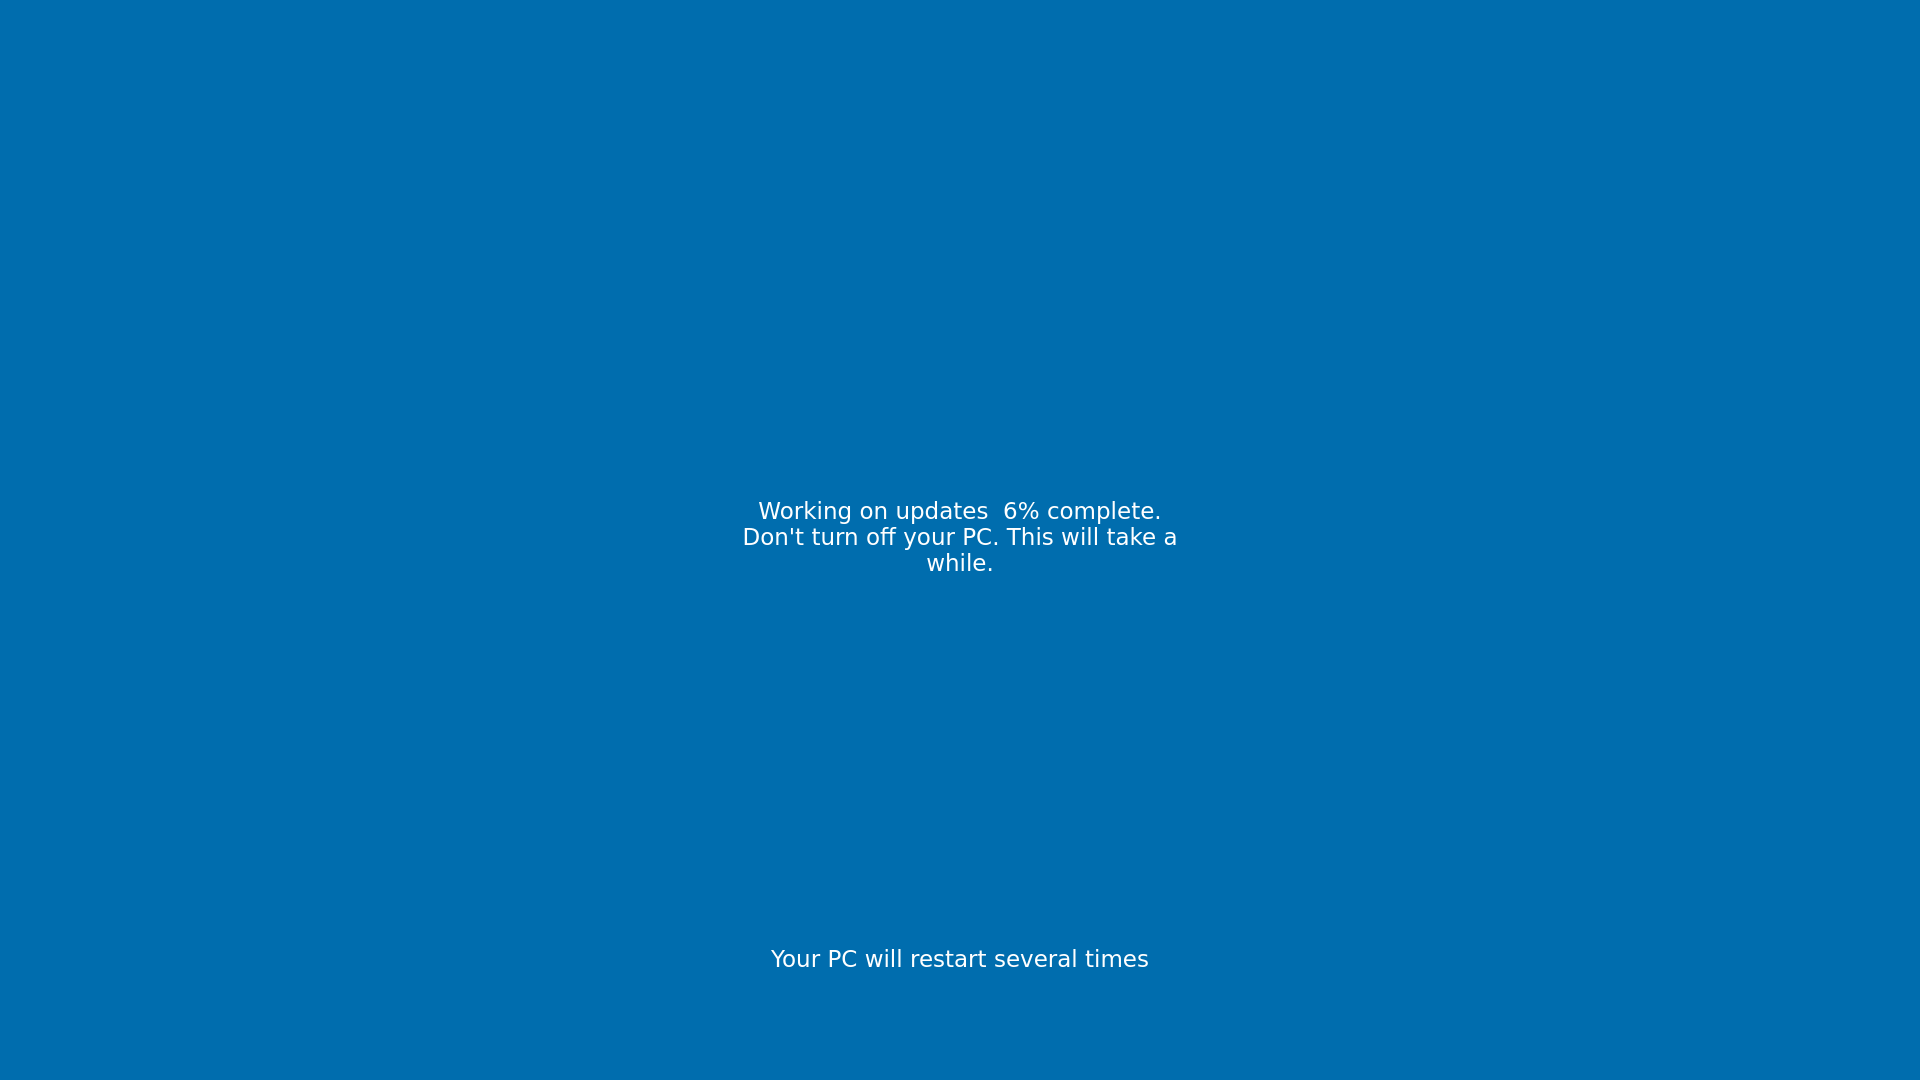 Working on updates  6% complete.
Don't turn off your PC. This will take a
while.
Your PC will restart several times